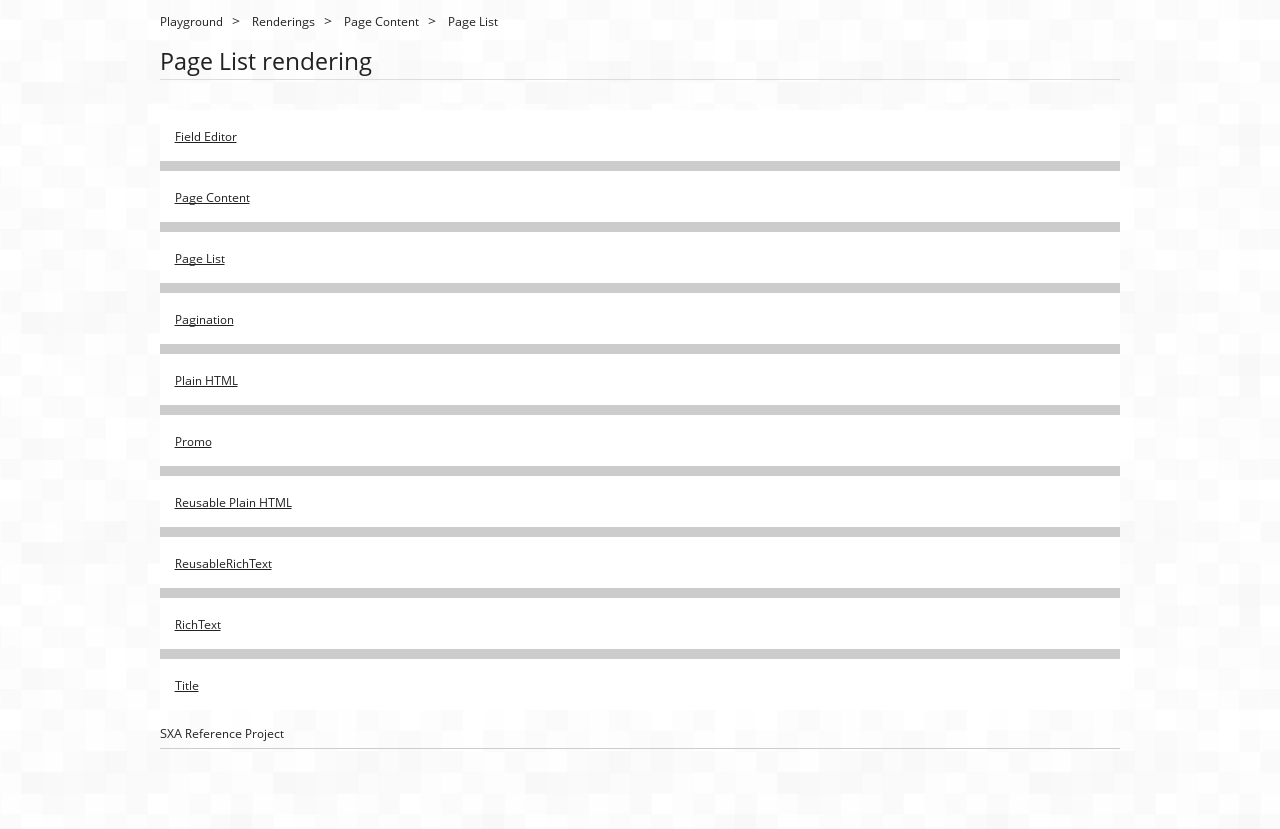 Playground > Renderings > Page Content > Page List
Page List rendering
Field Editor
Page Content
Page List
Pagination
Plain HTML
Promo
Reusable Plain HTML
ReusableRichText
RichText
Title
SXA Reference Project